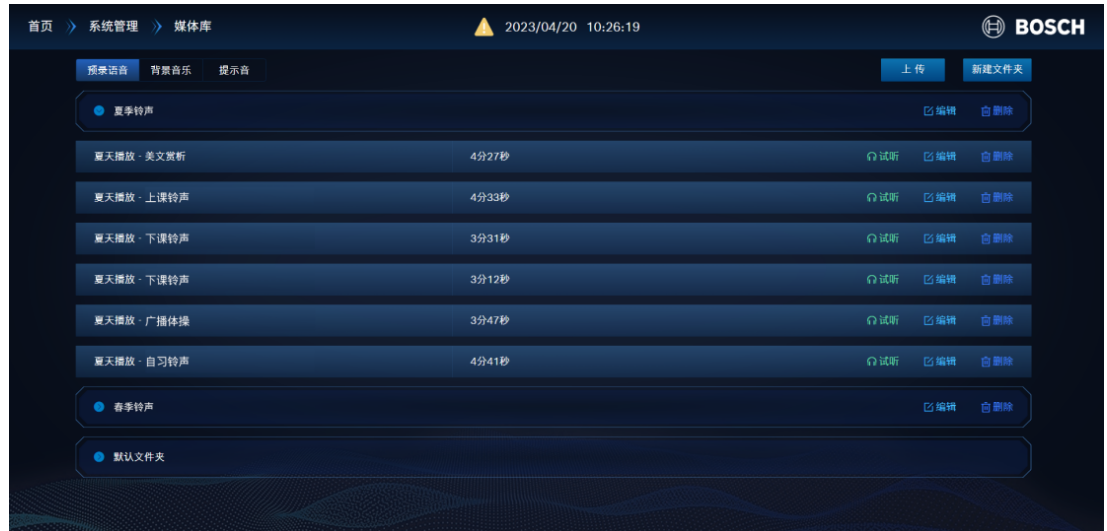 首页 》 系统管理 》 媒体库 2023/04/20 10:26:19 BOSCH
预录语音 背景音乐 提示音 上传 新建文件夹
夏季铃声 编辑 删除
夏天播放 - 美文赏析 4分27秒 试听 编辑 删除
夏天播放 - 上课铃声 4分33秒 试听 编辑 删除
夏天播放 - 下课铃声 3分31秒 试听 编辑 删除
夏天播放 - 下课铃声 3分12秒 试听 编辑 删除
夏天播放 - 广播体操 3分47秒 试听 编辑 删除
夏天播放 - 自习铃声 4分41秒 试听 编辑 删除
春季铃声 编辑 删除
默认文件夹